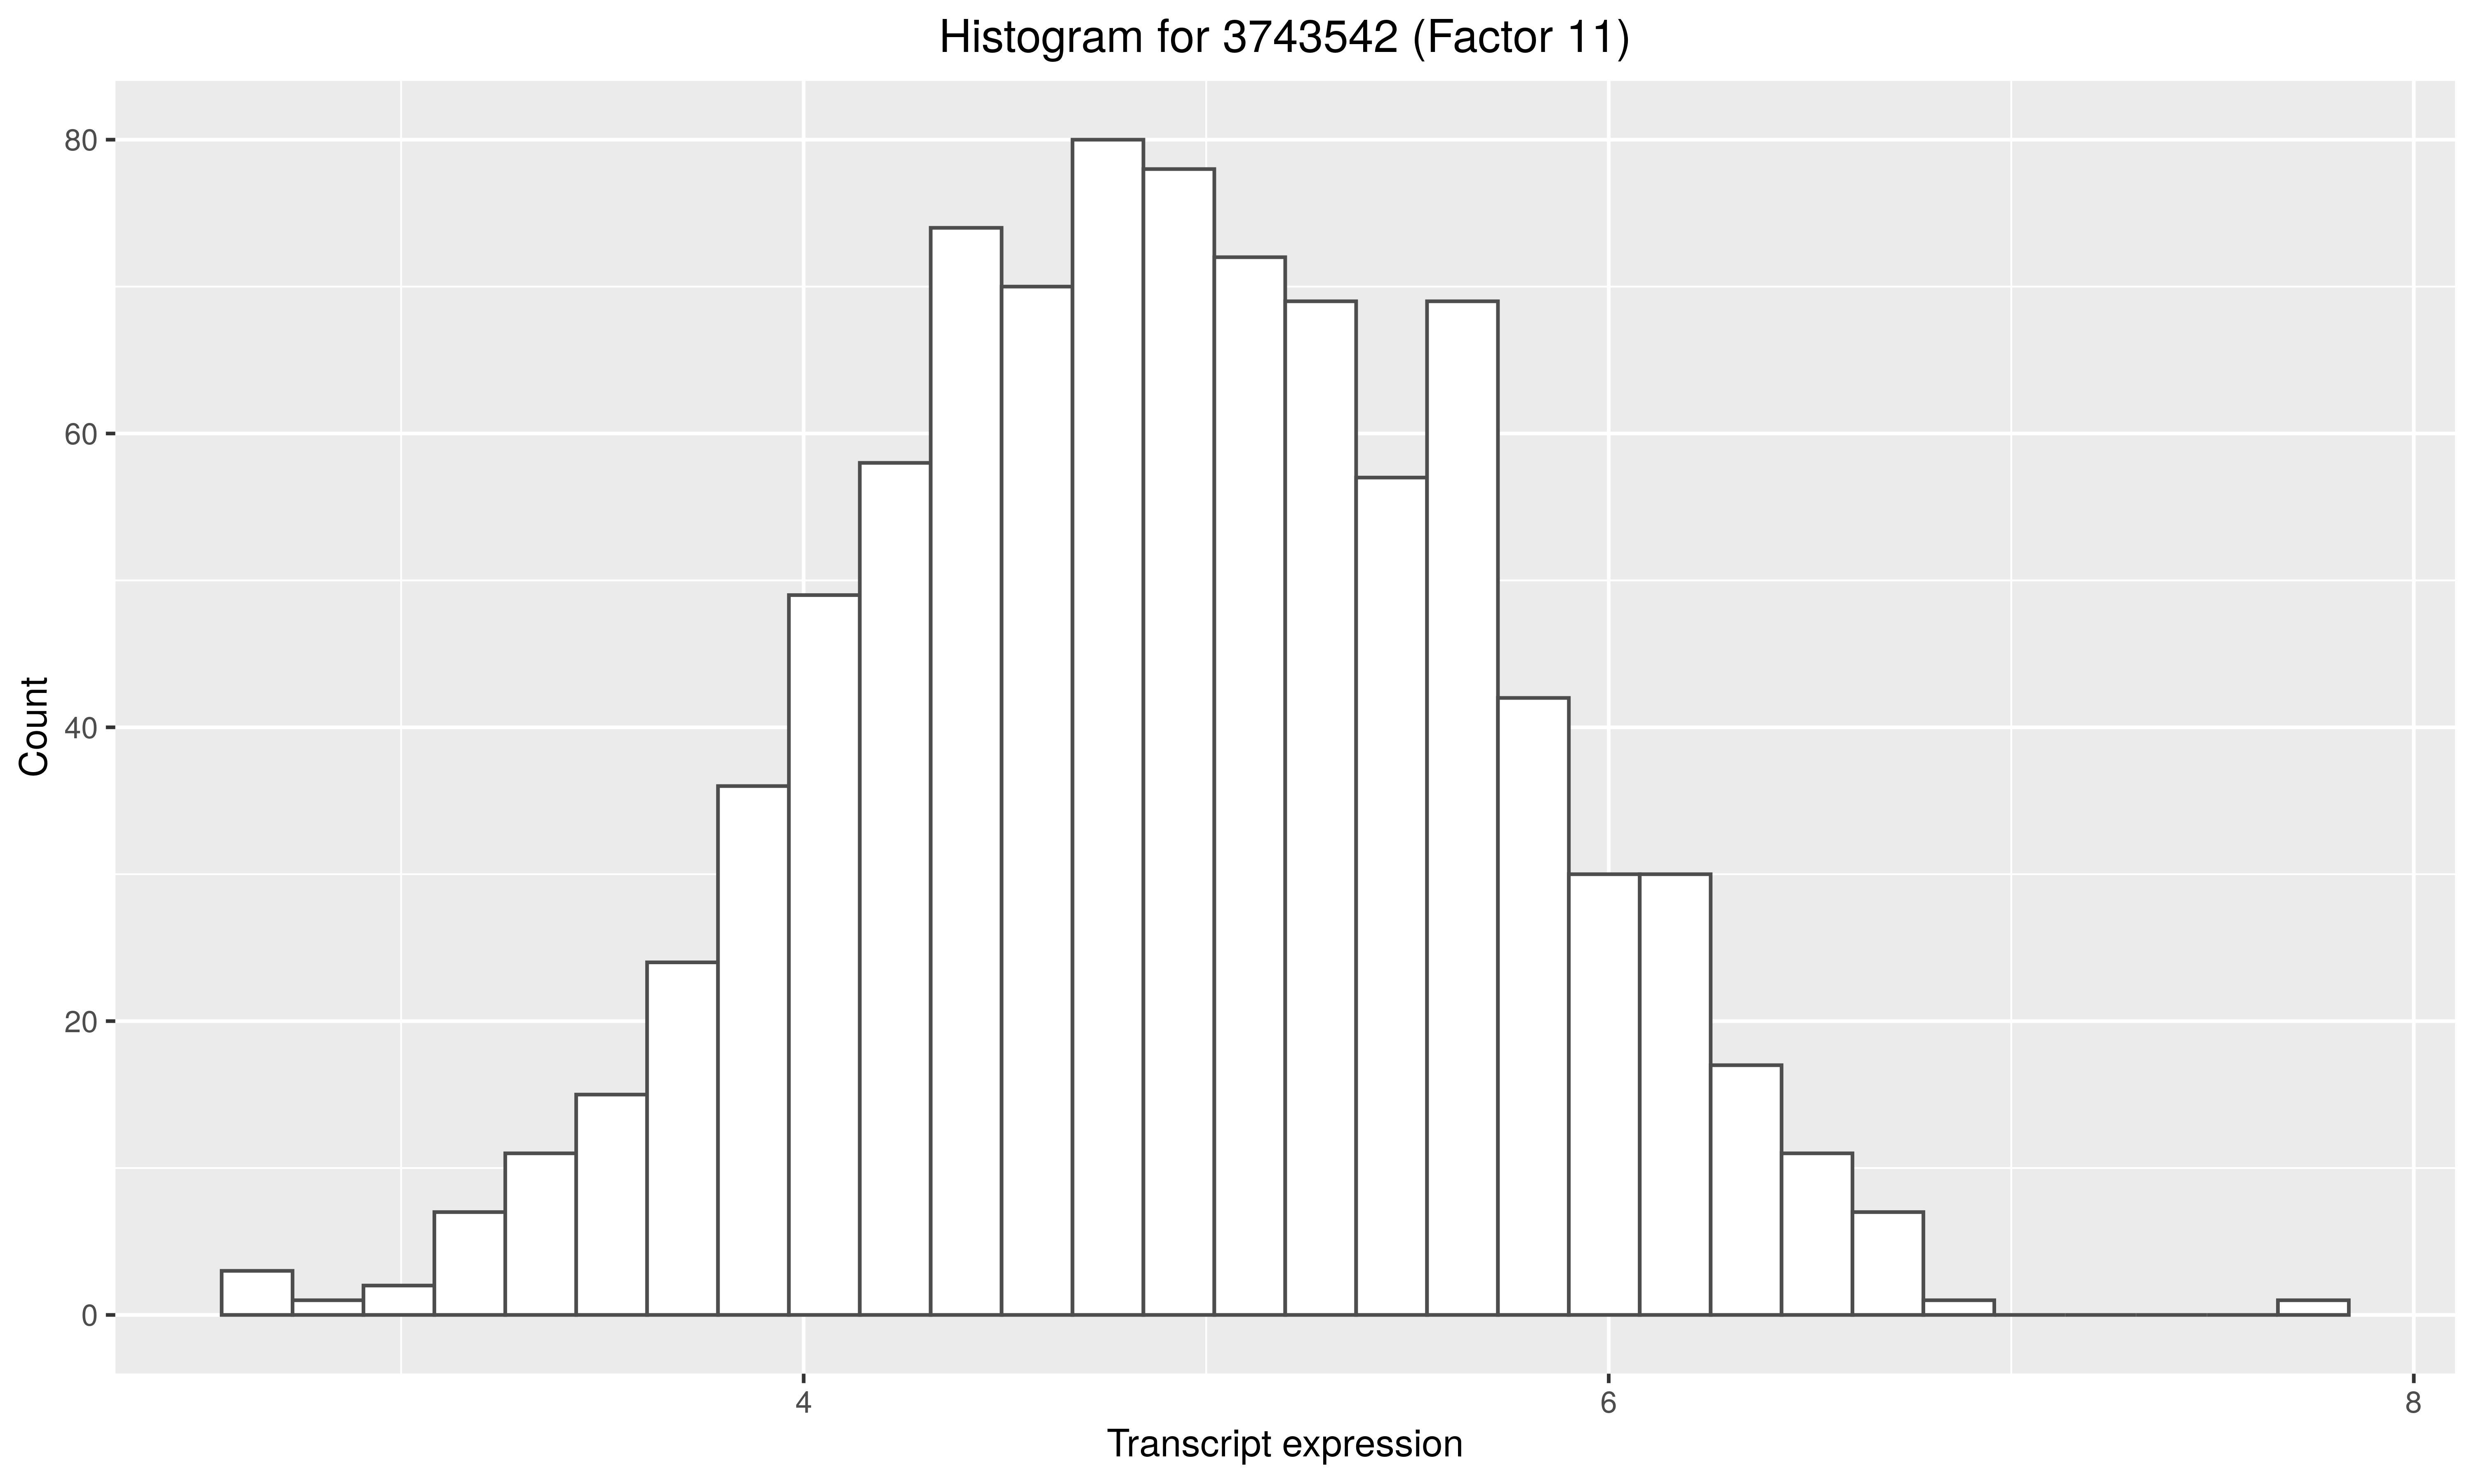 Histogram for 3743542 (Factor 11)
80
60
40
20
0
Count
4
6
8
Transcript expression